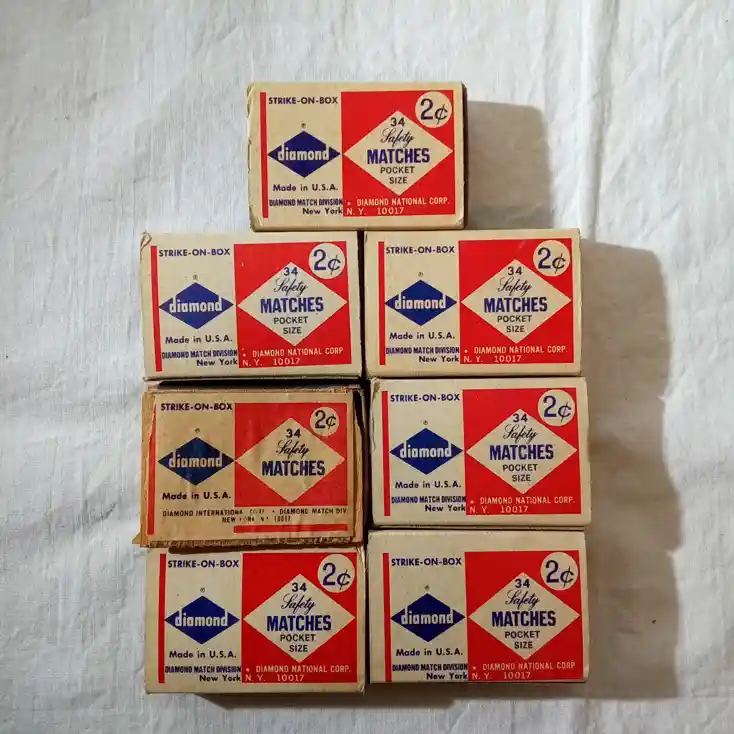 STRIKE-ON-BOX
2¢
34
Safety
MATCHES
POCKET
SIZE
®
diamond
Made in U.S.A.
DIAMOND MATCH DIVISION • DIAMOND NATIONAL CORP.
New York N.Y. 10017
STRIKE-ON-BOX
2¢
34
Safety
MATCHES
POCKET
SIZE
®
diamond
Made in U.S.A.
DIAMOND MATCH DIVISION • DIAMOND NATIONAL CORP
New York N.Y. 10017
STRIKE-ON-BOX
2¢
34
Safety
MATCHES
POCKET
SIZE
®
diamond
Made in U.S.A.
DIAMOND MATCH DIVISION • DIAMOND NATIONAL CORP.
New York N.Y. 10017
STRIKE-ON-BOX
2¢
34
Safety
MATCHES
diamond
Made in U.S.A.
DIAMOND INTERNATIONAL • DIAMOND MATCH DIV
NEW YORK NY 10017
STRIKE-ON-BOX
2¢
34
Safety
MATCHES
POCKET
SIZE
®
diamond
Made in U.S.A.
DIAMOND MATCH DIVISION • DIAMOND NATIONAL CORP.
New York N.Y. 10017
STRIKE-ON-BOX
2¢
34
Safety
MATCHES
POCKET
SIZE
®
diamond
Made in U.S.A.
DIAMOND MATCH DIVISION • DIAMOND NATIONAL CORP.
New York N.Y. 10017
STRIKE-ON-BOX
2¢
34
Safety
MATCHES
POCKET
SIZE
®
diamond
Made in U.S.A.
DIAMOND MATCH DIVISION • DIAMOND NATIONAL CORP.
New York N.Y. 10017